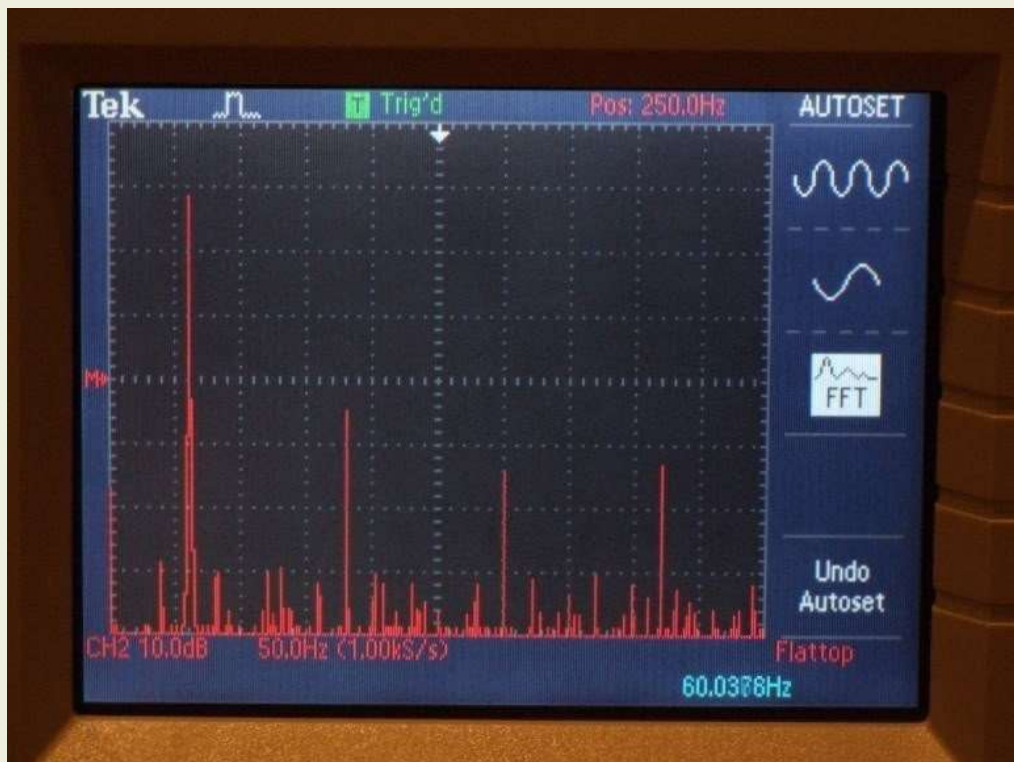 Tek T Trig'd Pos: 250.0Hz AUTOSET
M
FFT
Undo
Autoset
CH2 10.0dB 50.0Hz (1.00kS/s) Flattop